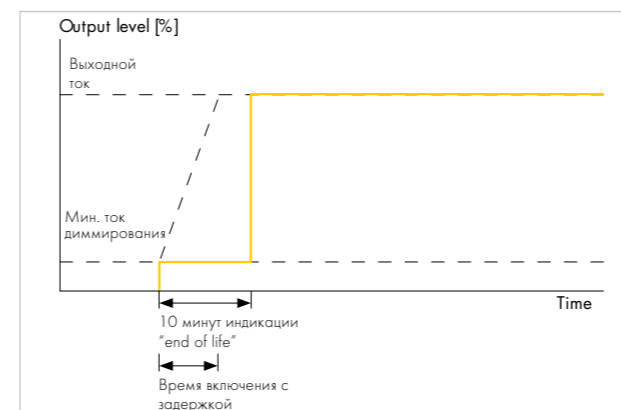 Output level [%]
Выходной
ток
Мин. ток
диммирования
Time
10 минут индикации
“end of life”
Время включения с
задержкой